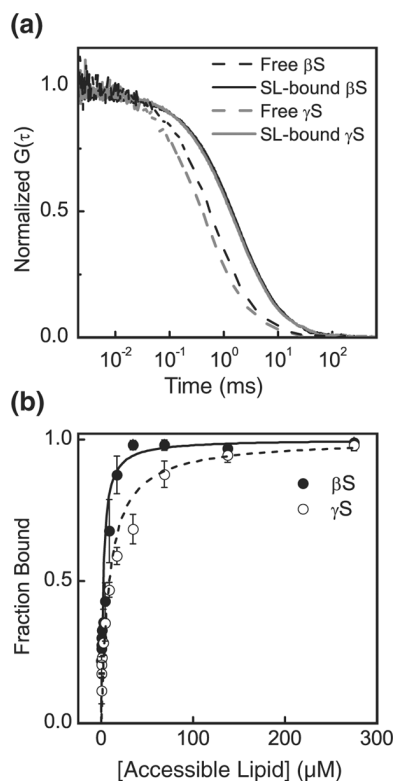 (a)
Normalized G(τ)
1.0
0.5
0.0
Free βS
SL-bound βS
Free γS
SL-bound γS
10⁻² 10⁻¹ 10⁰ 10¹ 10²
Time (ms)
(b)
Fraction Bound
1.0
0.5
0.0
βS
γS
0 100 200 300
[Accessible Lipid] (μM)